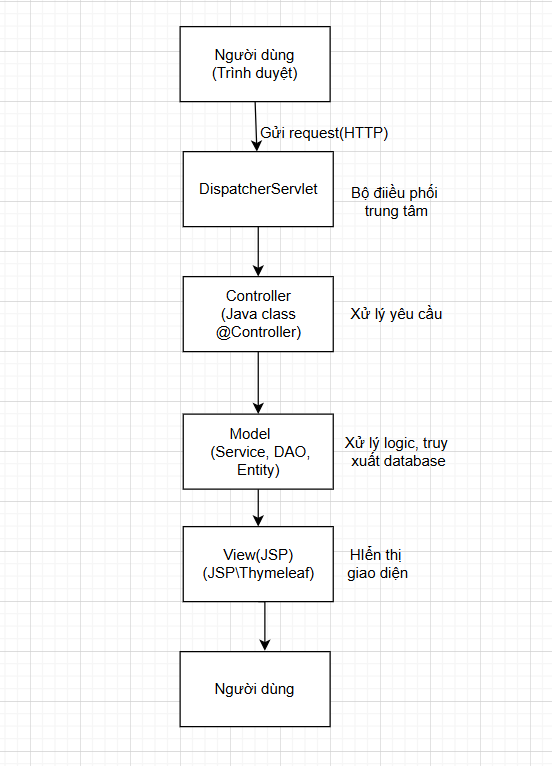 Người dùng
(Trình duyệt)
Gửi request(HTTP)
DispatcherServlet
Bộ điiều phối
trung tâm
Controller
(Java class
@Controller)
Xử lý yêu cầu
Model
(Service, DAO,
Entity)
Xử lý logic, truy
xuất database
View(JSP)
(JSP\Thymeleaf)
HIển thị
giao diện
Người dùng